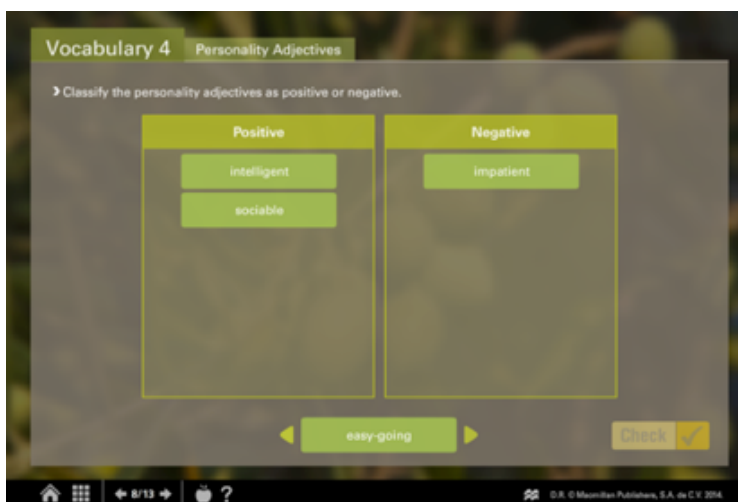 Vocabulary 4
Personality Adjectives
› Classify the personality adjectives as positive or negative.
Positive
Negative
intelligent
impatient
sociable
easy-going
Check
8/13
?
D.R. © Macmillan Publishers, S.A. de C.V. 2014.